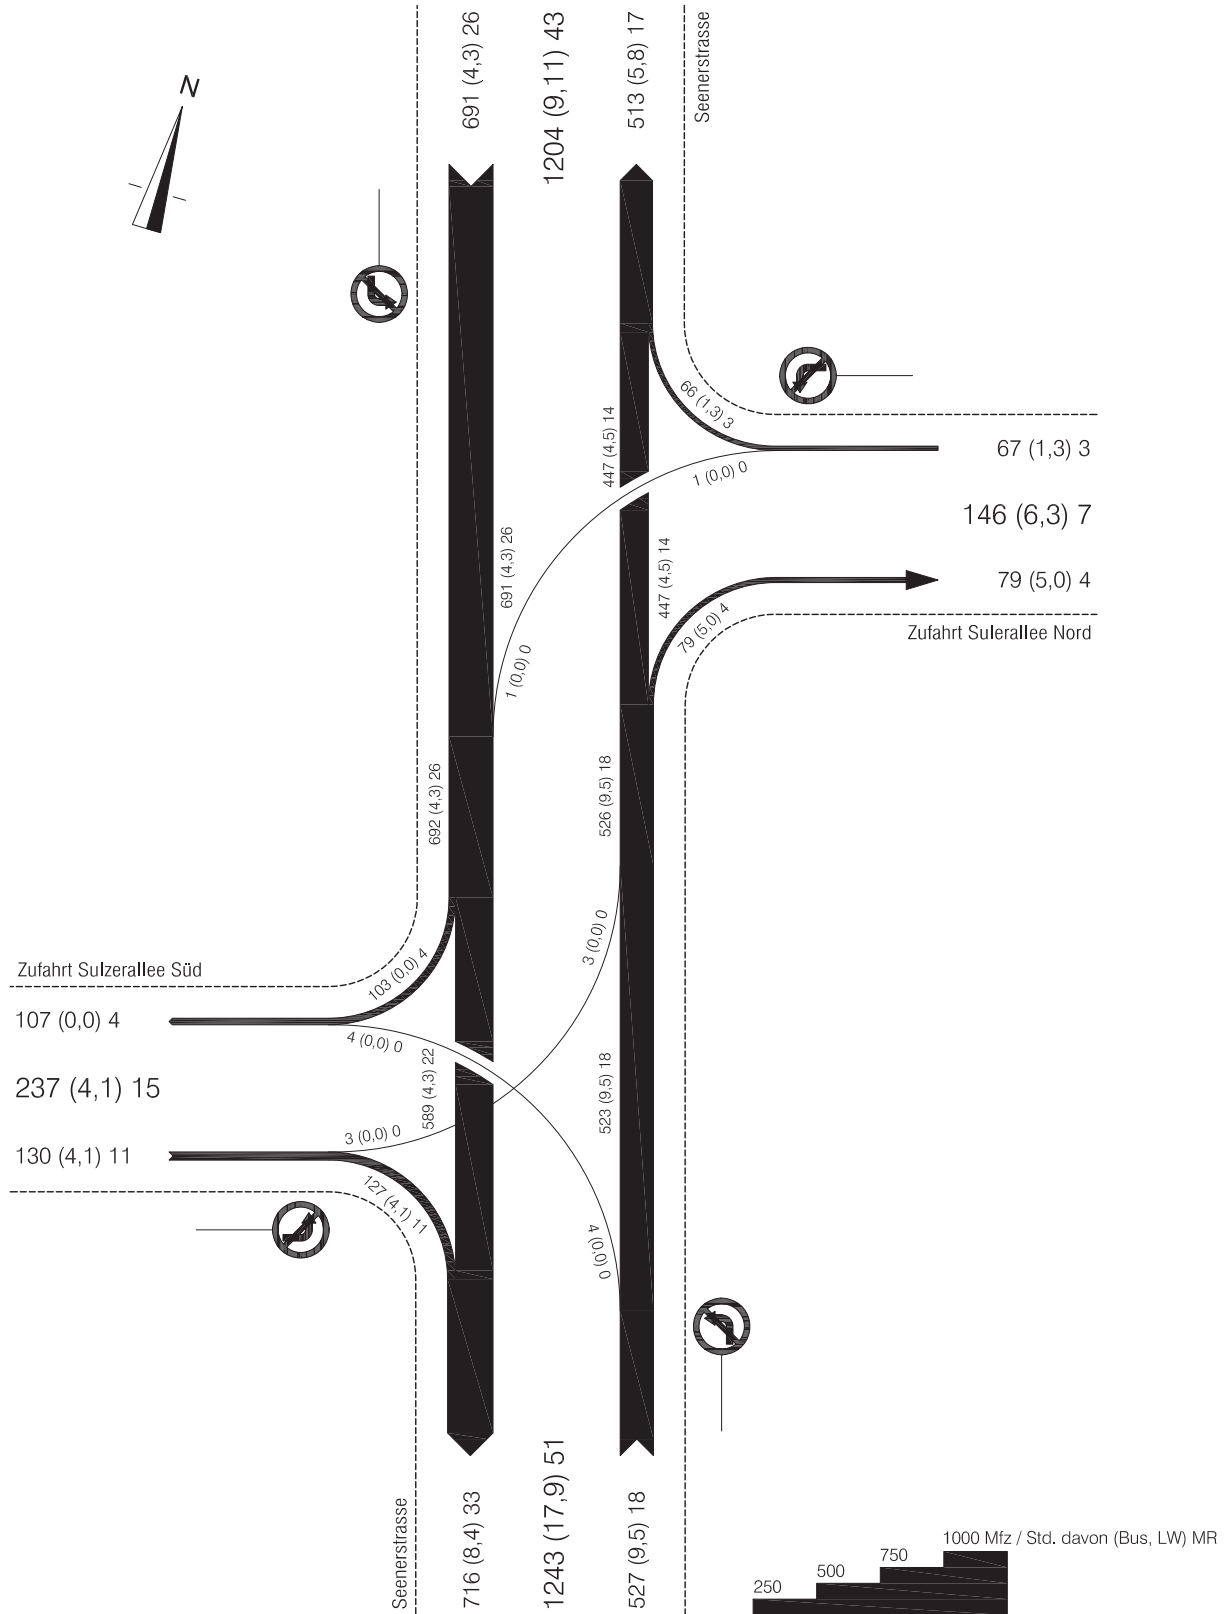 691 (4,3) 26
1204 (9,11) 43
513 (5,8) 17
Seenerstrasse
N
66 (1,3) 3
447 (4,5) 14
67 (1,3) 3
1 (0,0) 0
146 (6,3) 7
691 (4,3) 26
447 (4,5) 14
79 (5,0) 4
79 (5,0) 4
Zufahrt Sulerallee Nord
1 (0,0) 0
692 (4,3) 26
526 (9,5) 18
3 (0,0) 0
Zufahrt Sulzerallee Süd
103 (0,0) 4
107 (0,0) 4
4 (0,0) 0
237 (4,1) 15
589 (4,3) 22
523 (9,5) 18
3 (0,0) 0
130 (4,1) 11
127 (4,1) 11
4 (0,0) 0
Seenerstrasse
716 (8,4) 33
1243 (17,9) 51
527 (9,5) 18
1000 Mfz / Std. davon (Bus, LW) MR
750
500
250